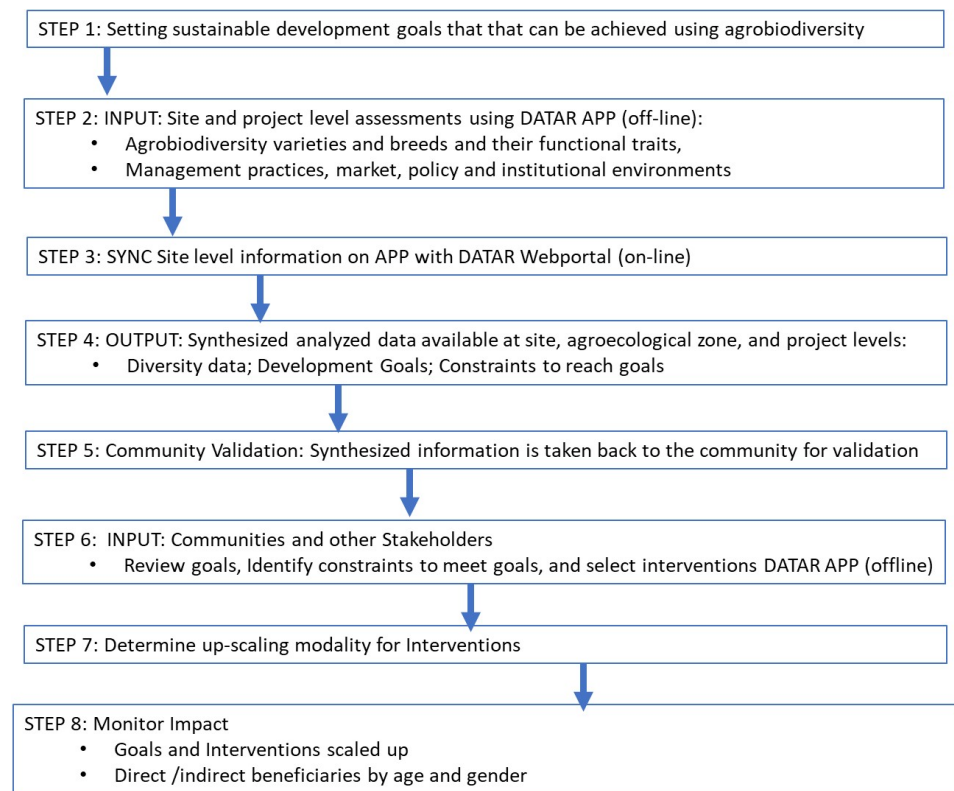 STEP 1: Setting sustainable development goals that that can be achieved using agrobiodiversity
STEP 2: INPUT: Site and project level assessments using DATAR APP (off-line):
• Agrobiodiversity varieties and breeds and their functional traits,
• Management practices, market, policy and institutional environments
STEP 3: SYNC Site level information on APP with DATAR Webportal (on-line)
STEP 4: OUTPUT: Synthesized analyzed data available at site, agroecological zone, and project levels:
• Diversity data; Development Goals; Constraints to reach goals
STEP 5: Community Validation: Synthesized information is taken back to the community for validation
STEP 6: INPUT: Communities and other Stakeholders
• Review goals, Identify constraints to meet goals, and select interventions DATAR APP (offline)
STEP 7: Determine up-scaling modality for Interventions
STEP 8: Monitor Impact
• Goals and Interventions scaled up
• Direct /indirect beneficiaries by age and gender